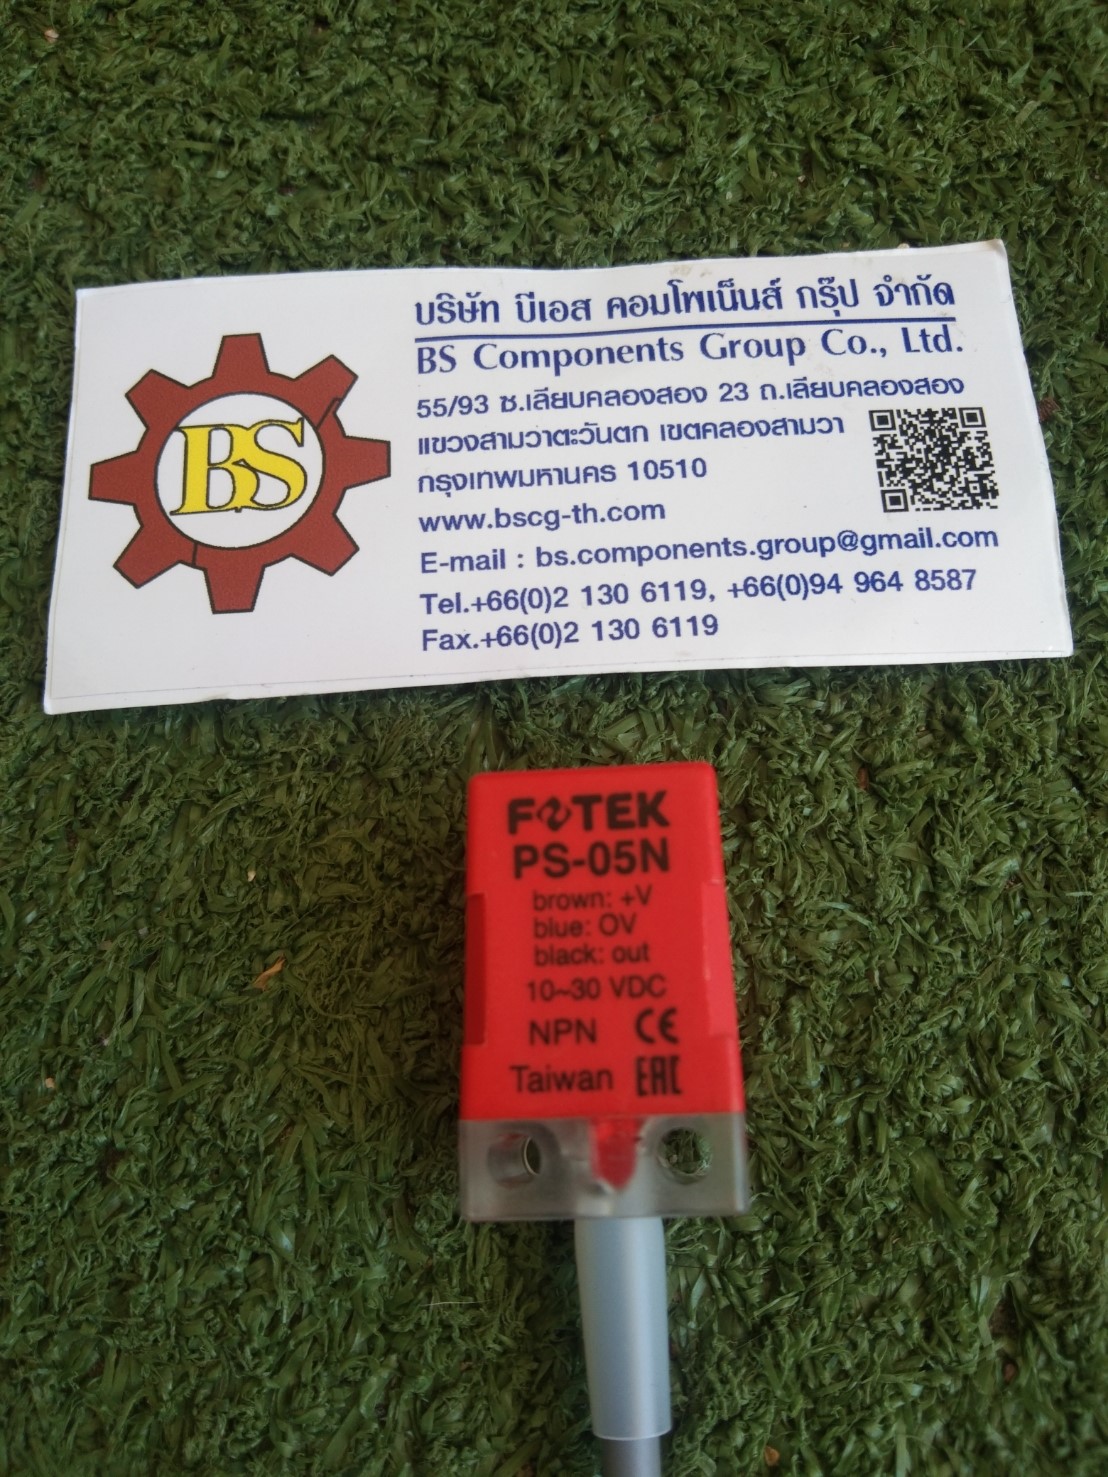 BS
บริษัท บีเอส คอมโพเน็นส์ กรุ๊ป จำกัด
BS Components Group Co., Ltd.
55/93 ซ.เลียบคลองสอง 23 ถ.เลียบคลองสอง
แขวงสามวาตะวันตก เขตคลองสามวา
กรุงเทพมหานคร 10510
www.bscg-th.com
E-mail : bs.components.group@gmail.com
Tel.+66(0)2 130 6119, +66(0)94 964 8587
Fax.+66(0)2 130 6119
FOTEK
PS-05N
brown: +V
blue: OV
black: out
10~30 VDC
NPN CE
Taiwan EAC